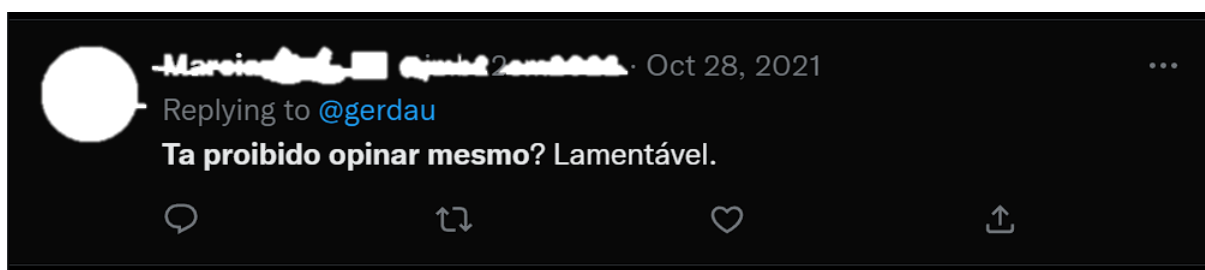 · Oct 28, 2021
Replying to @gerdau
Ta proibido opinar mesmo? Lamentável.